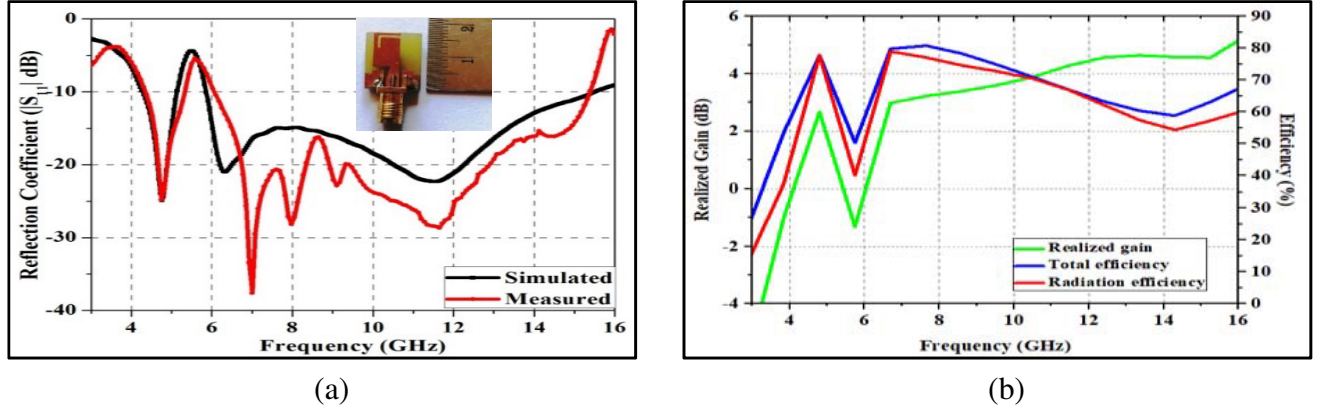 0
-10
-20
-30
-40
Reflection Coefficient (|S11| dB)
2
1
Simulated
Measured
4 6 8 10 12 14 16
Frequency (GHz)
(a)
6
4
2
0
-2
-4
Realized Gain (dB)
90
80
70
60
50
40
30
20
10
0
Efficiency (%)
Realized gain
Total efficiency
Radiation efficiency
4 6 8 10 12 14 16
Frequency (GHz)
(b)